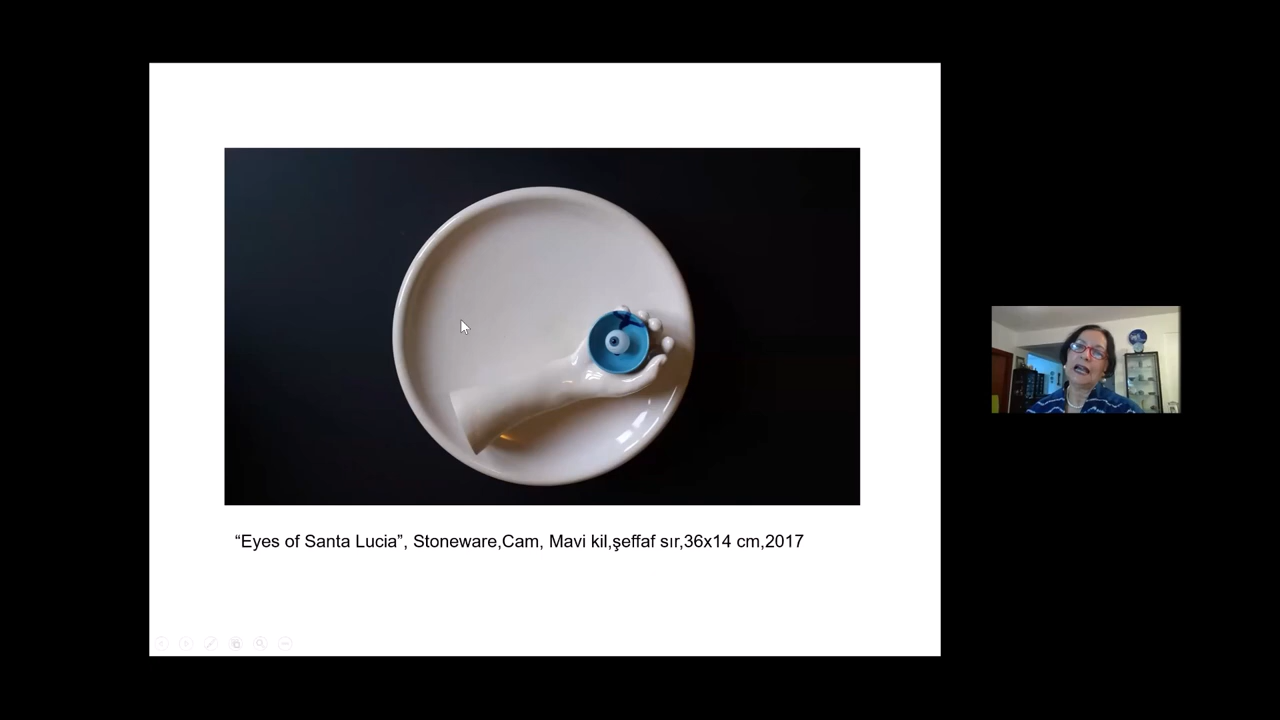 “Eyes of Santa Lucia”, Stoneware,Cam, Mavi kil,şeffaf sır,36x14 cm,2017